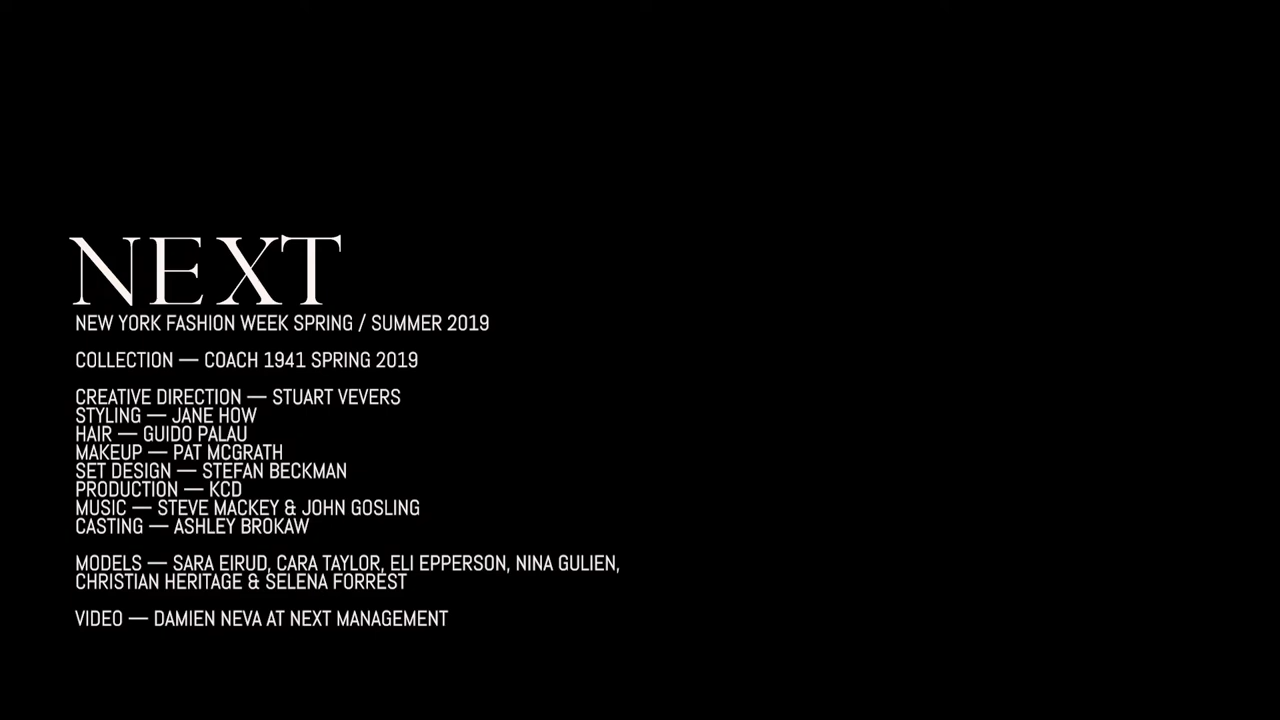 NEXT
NEW YORK FASHION WEEK SPRING / SUMMER 2019
COLLECTION — COACH 1941 SPRING 2019
CREATIVE DIRECTION — STUART VEVERS
STYLING — JANE HOW
HAIR — GUIDO PALAU
MAKEUP — PAT MCGRATH
SET DESIGN — STEFAN BECKMAN
PRODUCTION — KCD
MUSIC — STEVE MACKEY & JOHN GOSLING
CASTING — ASHLEY BROKAW
MODELS — SARA EIRUD, CARA TAYLOR, ELI EPPERSON, NINA GULIEN,
CHRISTIAN HERITAGE & SELENA FORREST
VIDEO — DAMIEN NEVA AT NEXT MANAGEMENT